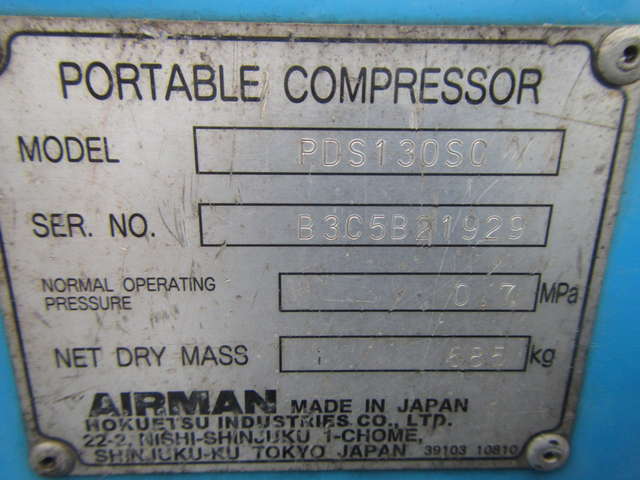 PORTABLE COMPRESSOR
MODEL PDS130SC
SER. NO. B3C5B21929
NORMAL OPERATING PRESSURE 0.7 MPa
NET DRY MASS 685 kg
AIRMAN MADE IN JAPAN
HOKUETSU INDUSTRIES CO., LTD.
22-2, NISHI-SHINJUKU 1-CHOME,
SHINJUKU-KU TOKYO JAPAN 39103 10810